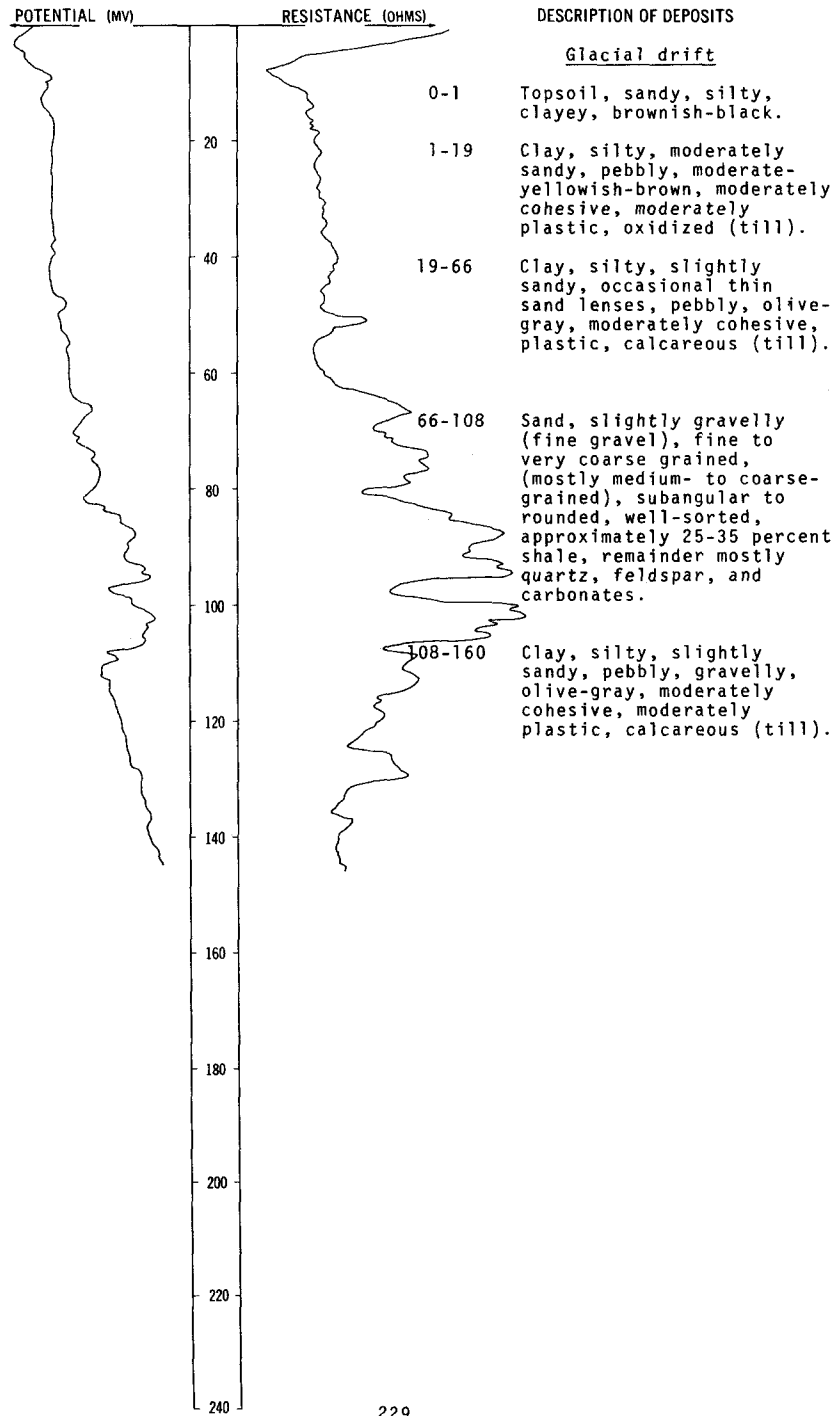 POTENTIAL (MV) RESISTANCE (OHMS) DESCRIPTION OF DEPOSITS
Glacial drift
0-1 Topsoil, sandy, silty,
clayey, brownish-black.
20
1-19 Clay, silty, moderately
sandy, pebbly, moderate-
yellowish-brown, moderately
cohesive, moderately
plastic, oxidized (till).
40
19-66 Clay, silty, slightly
sandy, occasional thin
sand lenses, pebbly, olive-
gray, moderately cohesive,
plastic, calcareous (till).
60
66-108 Sand, slightly gravelly
(fine gravel), fine to
very coarse grained,
(mostly medium- to coarse-
grained), subangular to
rounded, well-sorted,
approximately 25-35 percent
shale, remainder mostly
quartz, feldspar, and
carbonates.
80
100
108-160 Clay, silty, slightly
sandy, pebbly, gravelly,
olive-gray, moderately
cohesive, moderately
plastic, calcareous (till).
120
140
160
180
200
220
240
229